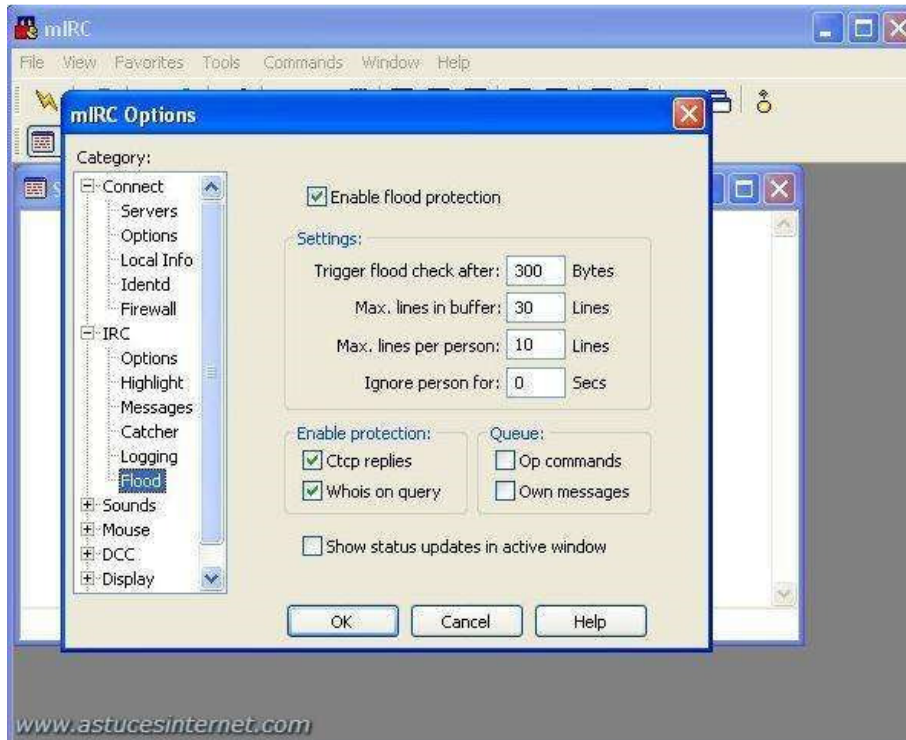 mIRC
File View Favorites Tools Commands Window Help
mIRC Options
Category:
Connect
Servers
Options
Local Info
Identd
Firewall
IRC
Options
Highlight
Messages
Catcher
Logging
Flood
Sounds
Mouse
DCC
Display
Enable flood protection
Settings:
Trigger flood check after: 300 Bytes
Max. lines in buffer: 30 Lines
Max. lines per person: 10 Lines
Ignore person for: 0 Secs
Enable protection:
Ctcp replies
Whois on query
Queue:
Op commands
Own messages
Show status updates in active window
OK Cancel Help
www.astucesinternet.com